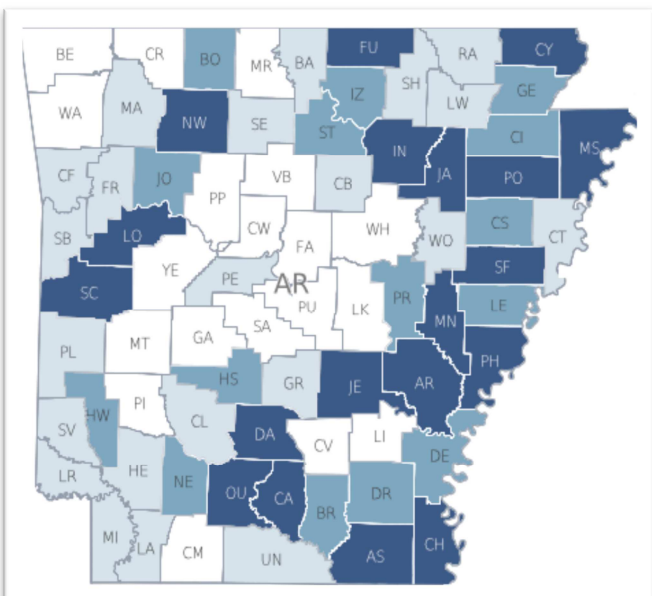 BE CR BO MR BA FU RA CY
WA MA NW SE IZ SH LW GE
ST IN JA CI MS
CF FR JO PP VB CB PO
SB LO CW FA WH WO CS CT
SC YE PE AR PU LK PR SF
MN LE
PL MT GA SA PH
HW PI HS GR JE AR
SV CL DA CV LI
LR HE NE OU CA BR DR DE
MI LA CM UN AS CH